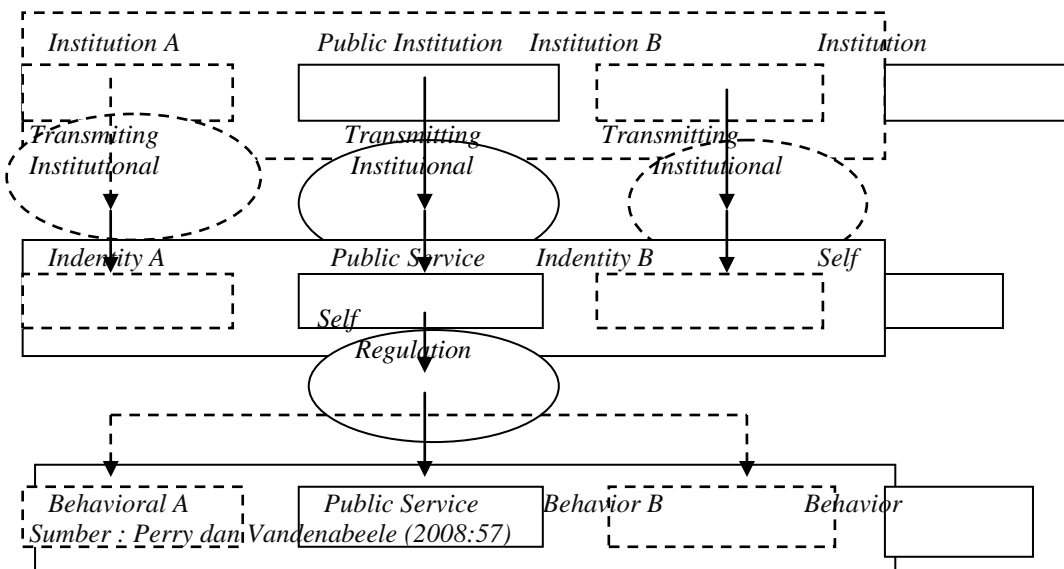 Institution A Public Institution Institution B Institution
Transmiting Transmitting Transmitting
Institutional Institutional Institutional
Indentity A Public Service Indentity B Self
Self
Regulation
Behavioral A Public Service Behavior B Behavior
Sumber : Perry dan Vandenabeele (2008:57)